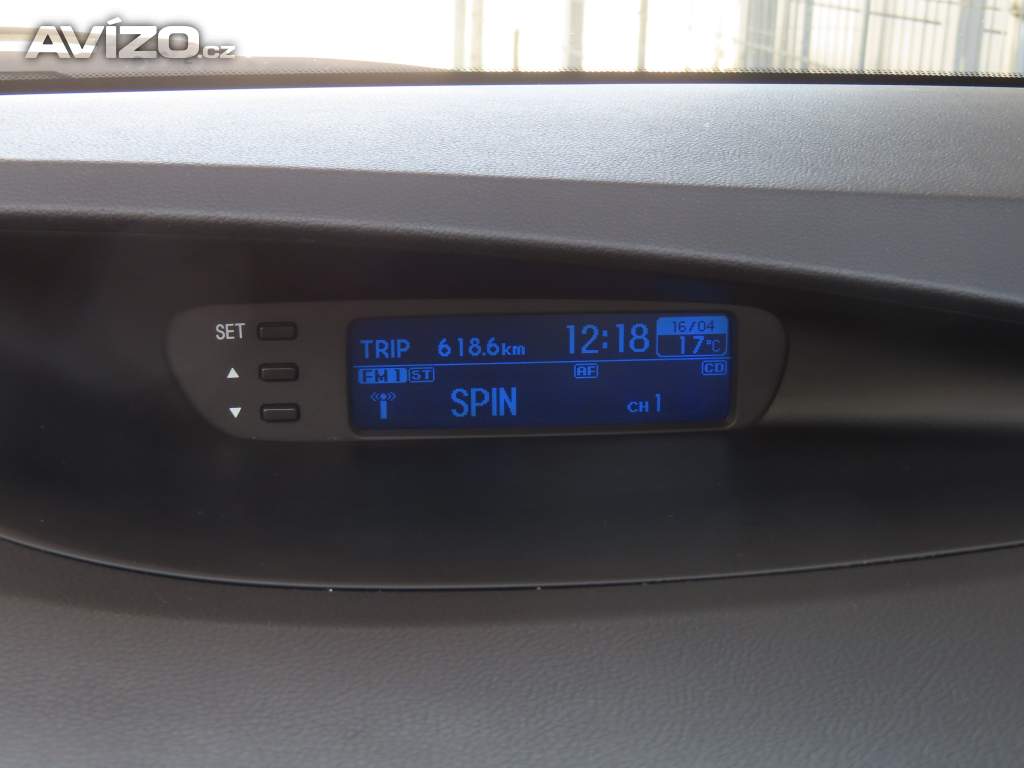 AVÍZO.cz
SET
TRIP 618.6km 12:18 16/04
17°C
FM1 ST AF CD
SPIN CH1